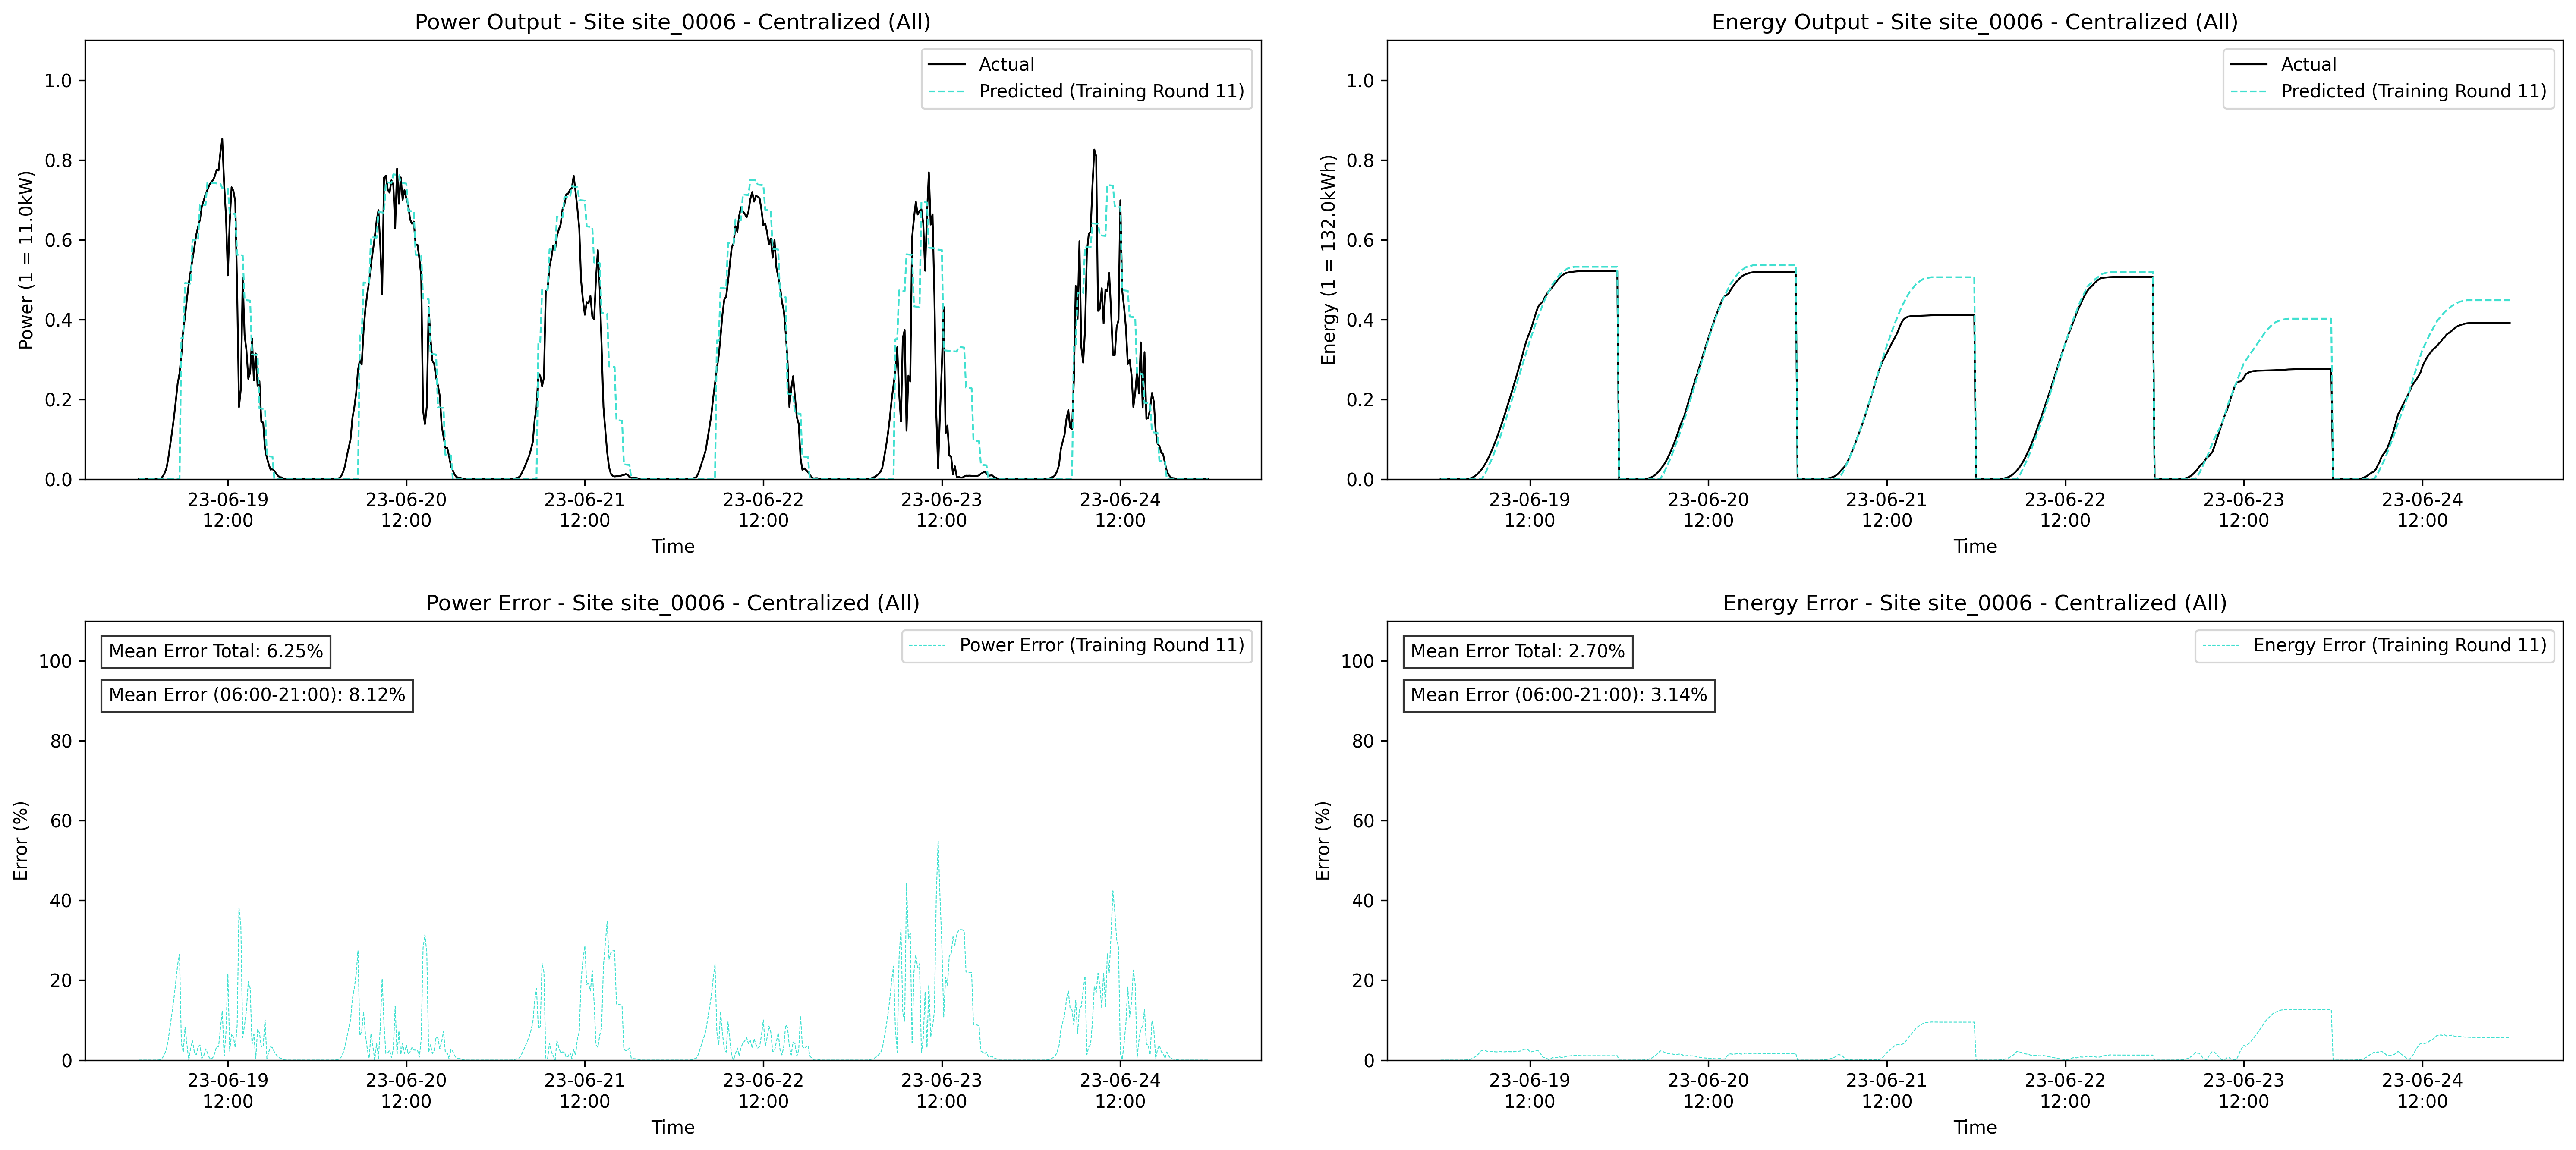 Power Output - Site site_0006 - Centralized (All)
Power (1 = 11.0kW)
1.0
0.8
0.6
0.4
0.2
0.0
Actual
Predicted (Training Round 11)
23-06-19 23-06-20 23-06-21 23-06-22 23-06-23 23-06-24
12:00 12:00 12:00 12:00 12:00 12:00
Time
Energy Output - Site site_0006 - Centralized (All)
Energy (1 = 132.0kWh)
1.0
0.8
0.6
0.4
0.2
0.0
Actual
Predicted (Training Round 11)
23-06-19 23-06-20 23-06-21 23-06-22 23-06-23 23-06-24
12:00 12:00 12:00 12:00 12:00 12:00
Time
Power Error - Site site_0006 - Centralized (All)
Error (%)
100
80
60
40
20
0
Mean Error Total: 6.25%
Mean Error (06:00-21:00): 8.12%
Power Error (Training Round 11)
23-06-19 23-06-20 23-06-21 23-06-22 23-06-23 23-06-24
12:00 12:00 12:00 12:00 12:00 12:00
Time
Energy Error - Site site_0006 - Centralized (All)
Error (%)
100
80
60
40
20
0
Mean Error Total: 2.70%
Mean Error (06:00-21:00): 3.14%
Energy Error (Training Round 11)
23-06-19 23-06-20 23-06-21 23-06-22 23-06-23 23-06-24
12:00 12:00 12:00 12:00 12:00 12:00
Time